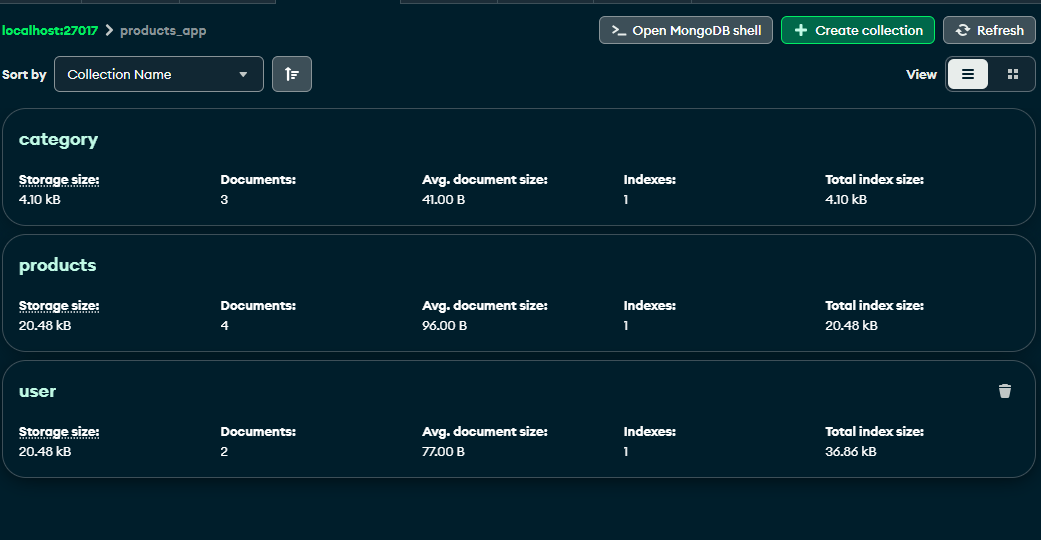 localhost:27017 > products_app
>_ Open MongoDB shell
+ Create collection
Refresh
Sort by
Collection Name
View
category
Storage size: Documents: Avg. document size: Indexes: Total index size:
4.10 kB 3 41.00 B 1 4.10 kB
products
Storage size: Documents: Avg. document size: Indexes: Total index size:
20.48 kB 4 96.00 B 1 20.48 kB
user
Storage size: Documents: Avg. document size: Indexes: Total index size:
20.48 kB 2 77.00 B 1 36.86 kB